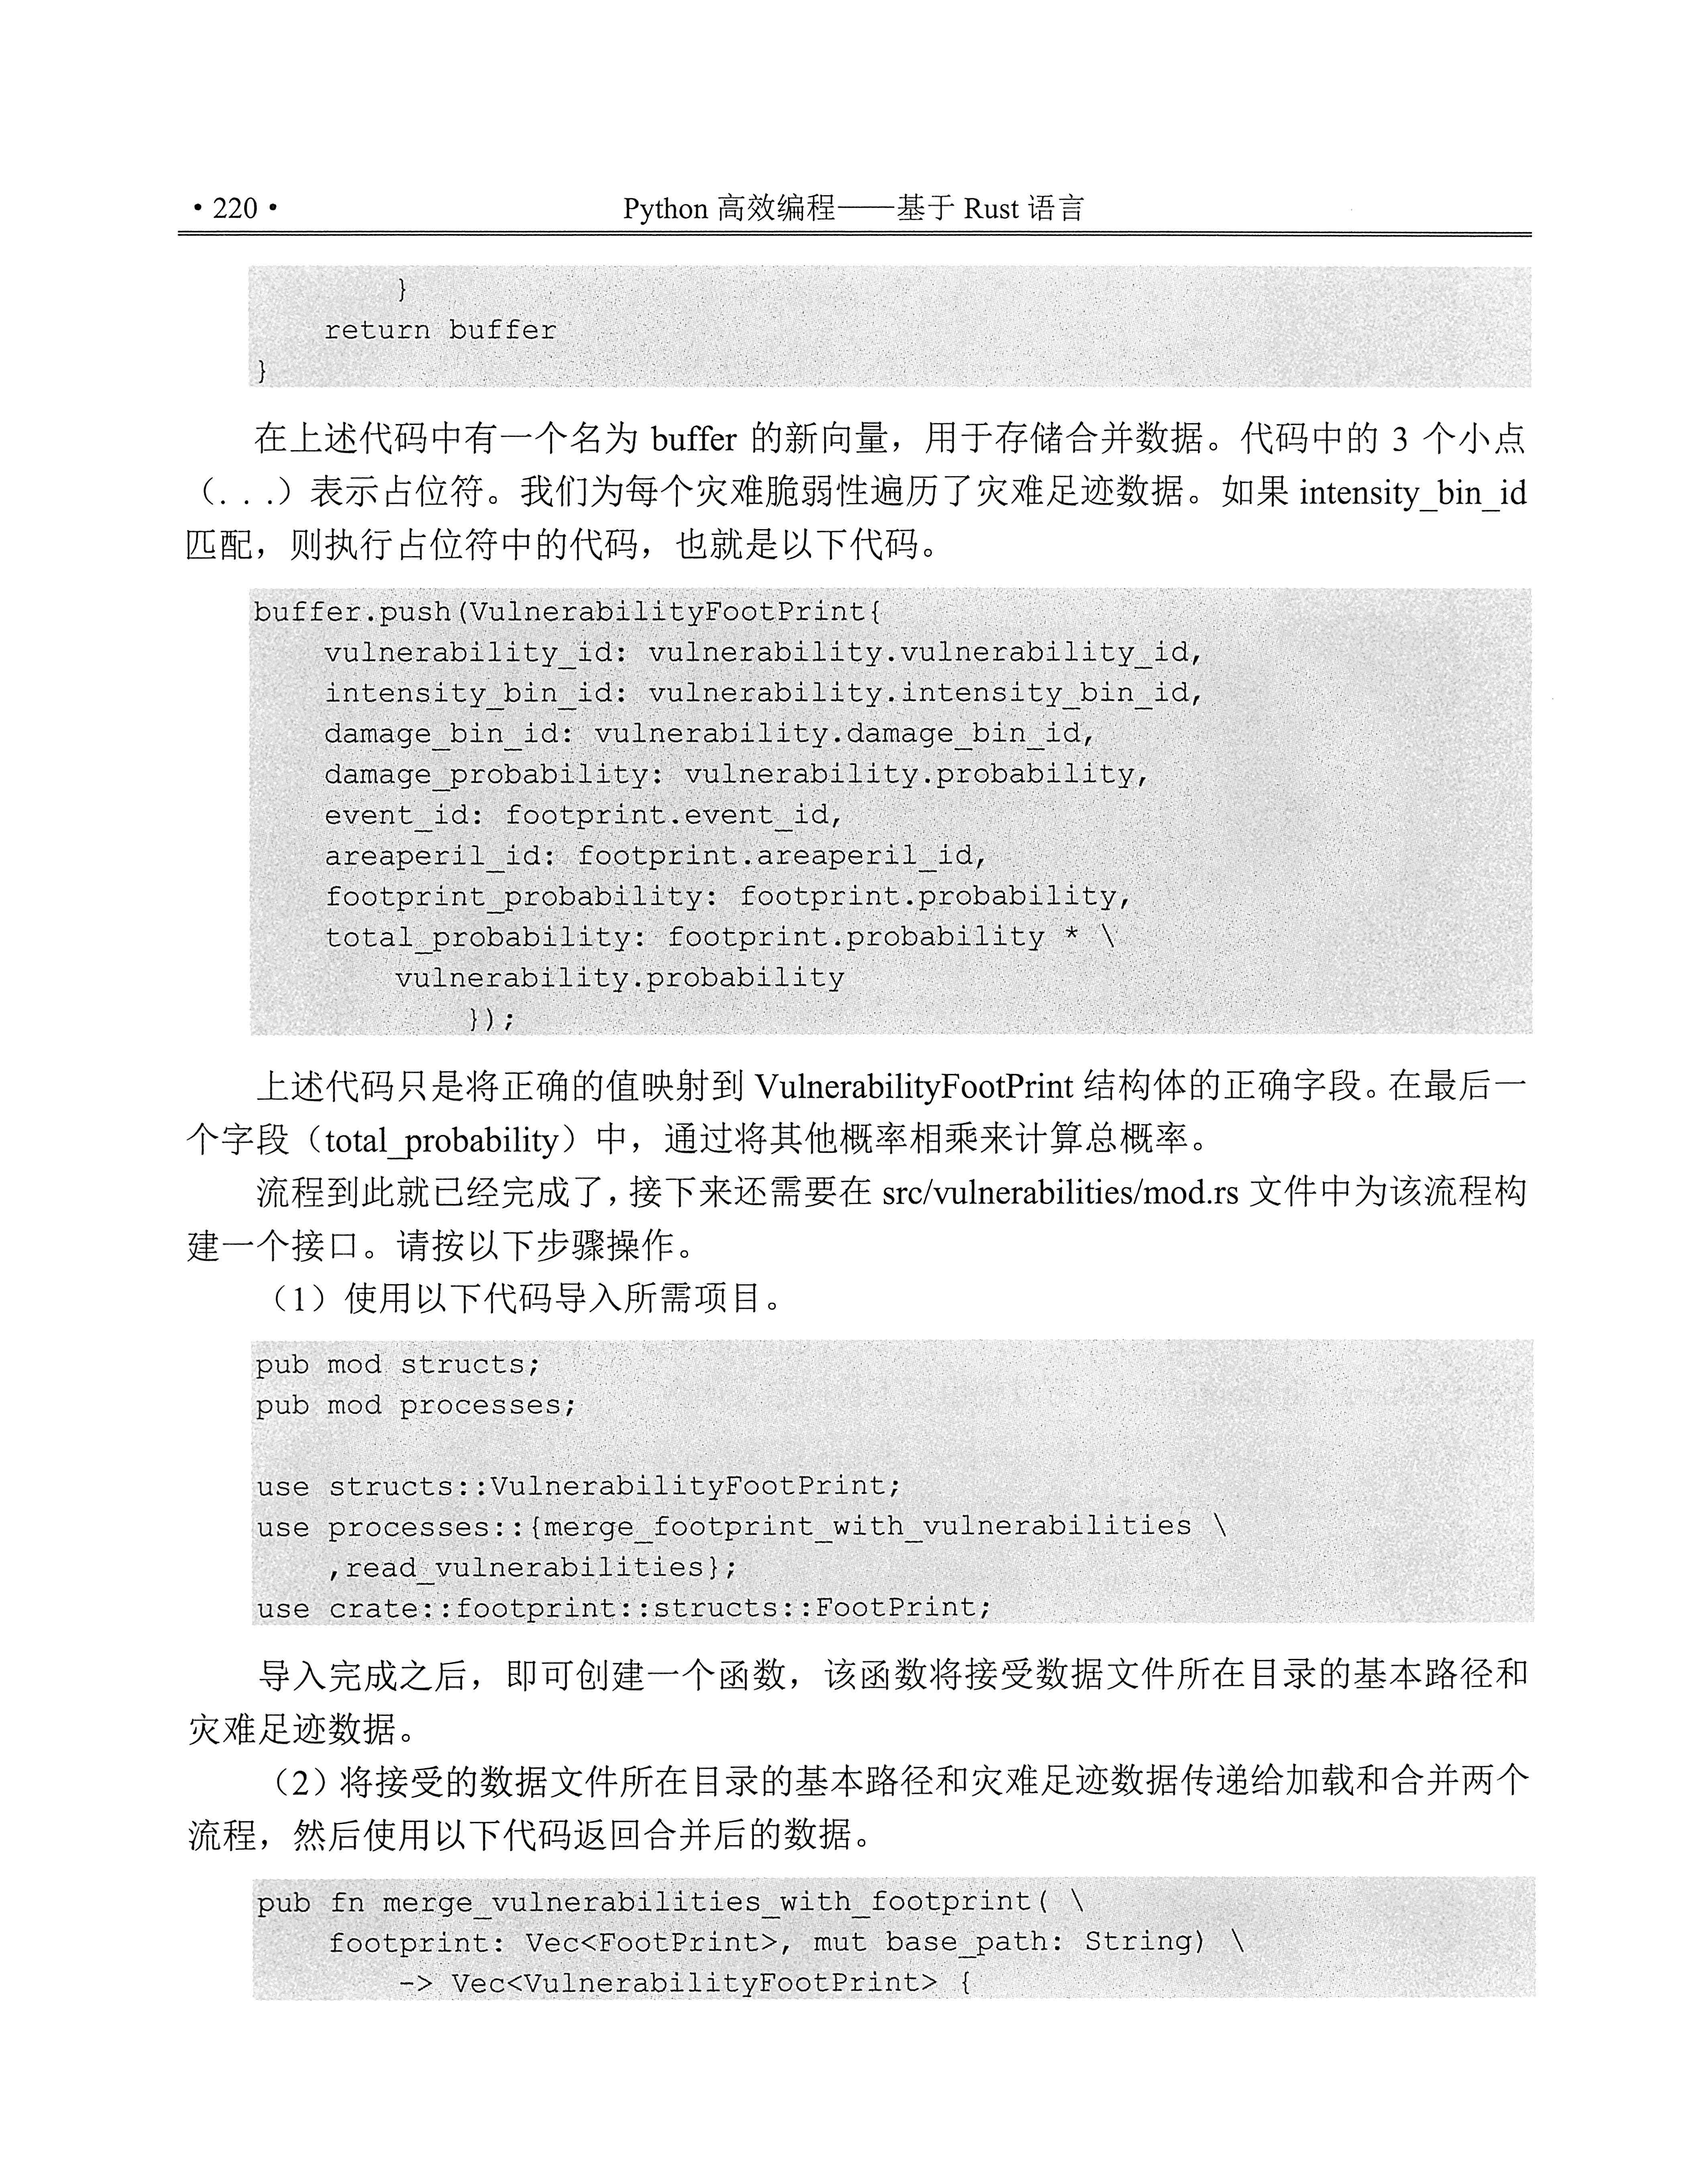 • 220 •
Python 高效编程——基于 Rust 语言
        }
    return buffer
}
在上述代码中有一个名为 buffer 的新向量，用于存储合并数据。代码中的 3 个小点
（. . .）表示占位符。我们为每个灾难脆弱性遍历了灾难足迹数据。如果 intensity_bin_id
匹配，则执行占位符中的代码，也就是以下代码。
buffer.push(VulnerabilityFootPrint{
    vulnerability_id: vulnerability.vulnerability_id,
    intensity_bin_id: vulnerability.intensity_bin_id,
    damage_bin_id: vulnerability.damage_bin_id,
    damage_probability: vulnerability.probability,
    event_id: footprint.event_id,
    areaperil_id: footprint.areaperil_id,
    footprint_probability: footprint.probability,
    total_probability: footprint.probability * \
        vulnerability.probability
            });
上述代码只是将正确的值映射到 VulnerabilityFootPrint 结构体的正确字段。在最后一
个字段（total_probability）中，通过将其他概率相乘来计算总概率。
流程到此就已经完成了，接下来还需要在 src/vulnerabilities/mod.rs 文件中为该流程构
建一个接口。请按以下步骤操作。
（1）使用以下代码导入所需项目。
pub mod structs;
pub mod processes;
use structs::VulnerabilityFootPrint;
use processes::{merge_footprint_with_vulnerabilities \
    ,read_vulnerabilities};
use crate::footprint::structs::FootPrint;
导入完成之后，即可创建一个函数，该函数将接受数据文件所在目录的基本路径和
灾难足迹数据。
（2）将接受的数据文件所在目录的基本路径和灾难足迹数据传递给加载和合并两个
流程，然后使用以下代码返回合并后的数据。
pub fn merge_vulnerabilities_with_footprint( \
    footprint: Vec<FootPrint>, mut base_path: String) \
        -> Vec<VulnerabilityFootPrint> {